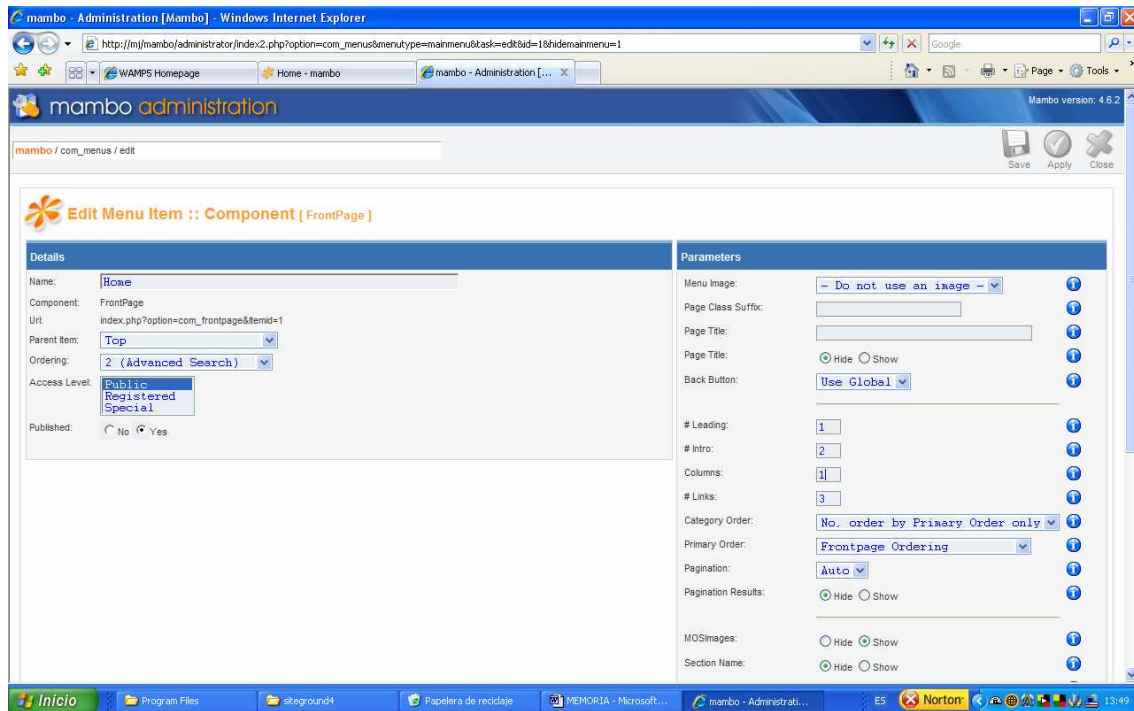 mambo - Administration [Mambo] - Windows Internet Explorer
http://mj/mambo/administrator/index2.php?option=com_menus&menutype=mainmenu&task=edit&id=1&hidemainmenu=1
Google
WAMP5 Homepage
Home - mambo
mambo - Administration [... X
Page
Tools
mambo administration
Mambo version: 4.6.2
mambo / com_menus / edit
Save
Apply
Close
Edit Menu Item :: Component [ FrontPage ]
Details
Name: Home
Component: FrontPage
Url: index.php?option=com_frontpage&Itemid=1
Parent Item: Top
Ordering: 2 (Advanced Search)
Access Level: Public
Registered
Special
Published: No Yes
Parameters
Menu Image: - Do not use an image -
Page Class Suffix:
Page Title:
Page Title: Hide Show
Back Button: Use Global
# Leading: 1
# Intro: 2
Columns: 1
# Links: 3
Category Order: No, order by Primary Order only
Primary Order: Frontpage Ordering
Pagination: Auto
Pagination Results: Hide Show
MOSImages: Hide Show
Section Name: Hide Show
Inicio
Program Files
siteground4
Papelera de reciclaje
MEMORIA - Microsoft...
mambo - Administrati...
ES
Norton
13:49